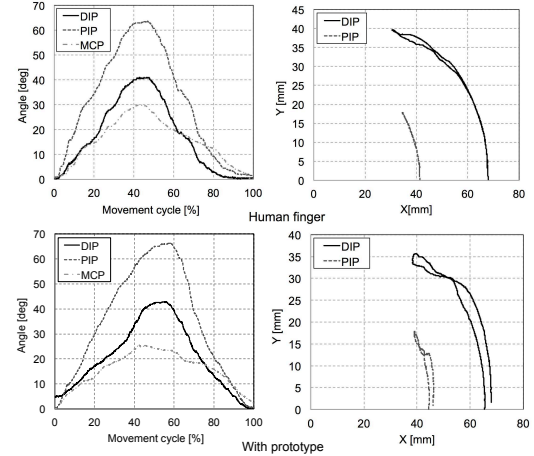 70
60
50
40
30
20
10
0
Angle [deg]
DIP
PIP
MCP
0 20 40 60 80 100
Movement cycle [%]
45
40
35
30
25
20
15
10
5
0
Y [mm]
DIP
PIP
0 20 40 60 80
X[mm]
Human finger
70
60
50
40
30
20
10
0
Angle [deg]
DIP
PIP
MCP
0 20 40 60 80 100
Movement cycle [%]
40
35
30
25
20
15
10
5
0
Y [mm]
DIP
PIP
0 20 40 60 80
X [mm]
With prototype